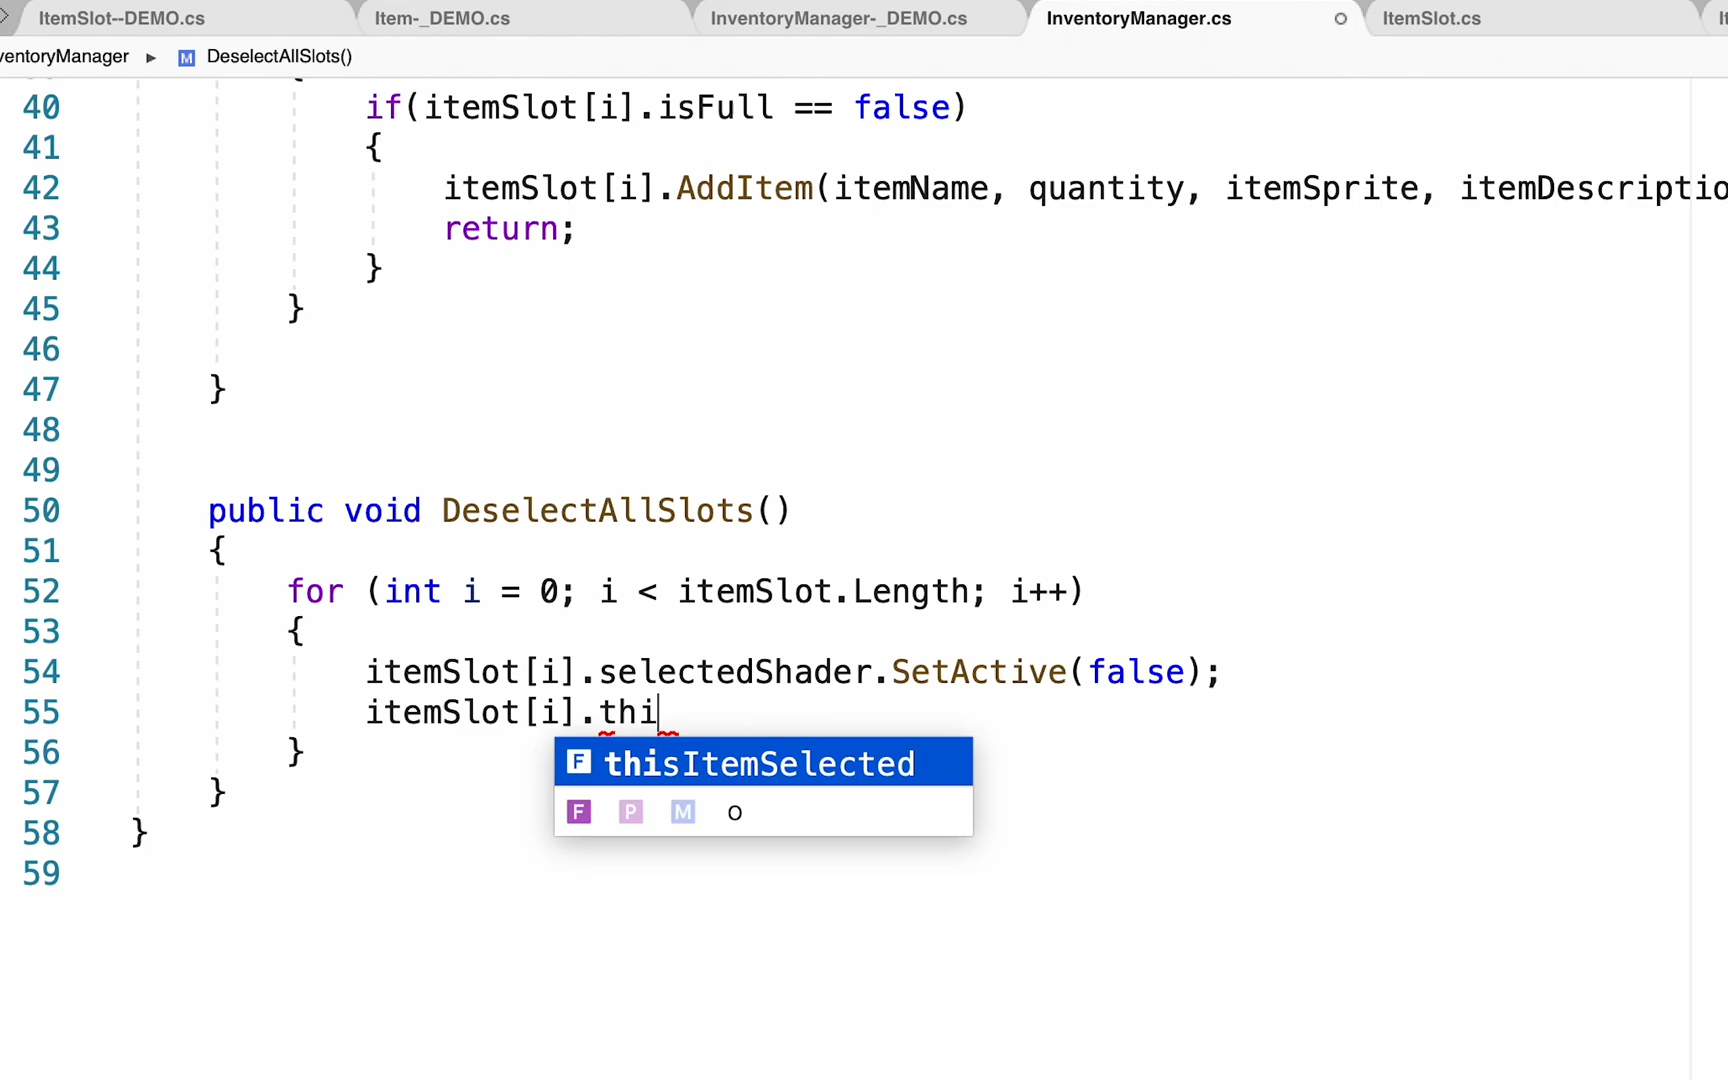 ItemSlot--DEMO.cs Item-_DEMO.cs InventoryManager-_DEMO.cs InventoryManager.cs ItemSlot.cs
ventoryManager ▸ M DeselectAllSlots()
40 if(itemSlot[i].isFull == false)
41 {
42 itemSlot[i].AddItem(itemName, quantity, itemSprite, itemDescriptio
43 return;
44 }
45 }
46
47 }
48
49
50 public void DeselectAllSlots()
51 {
52 for (int i = 0; i < itemSlot.Length; i++)
53 {
54 itemSlot[i].selectedShader.SetActive(false);
55 itemSlot[i].thi
56 }
F thisItemSelected
F P M O
57 }
58 }
59